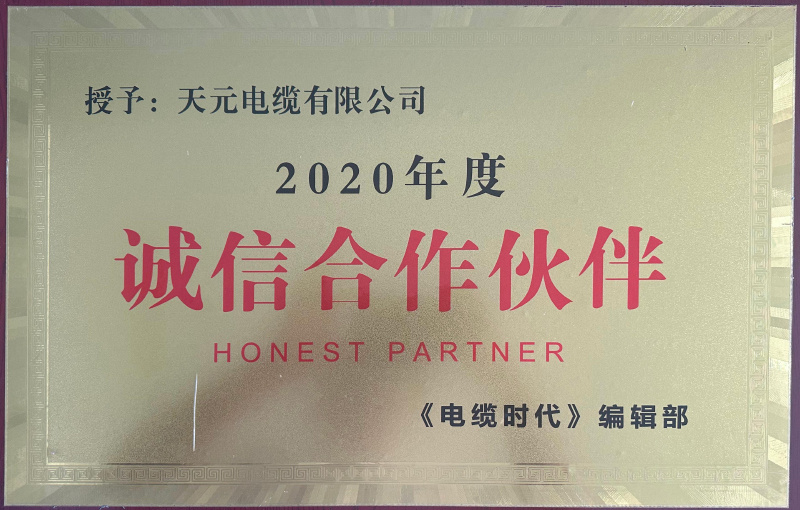 授予：天元电缆有限公司
2020年度
诚信合作伙伴
HONEST PARTNER
《电缆时代》编辑部